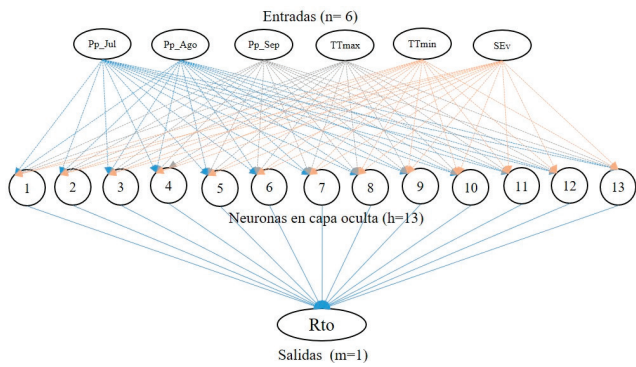 Entradas (n= 6)
Pp_Jul Pp_Ago Pp_Sep TTmax TTmin SEv
1 2 3 4 5 6 7 8 9 10 11 12 13
Neuronas en capa oculta (h=13)
Rto
Salidas (m=1)